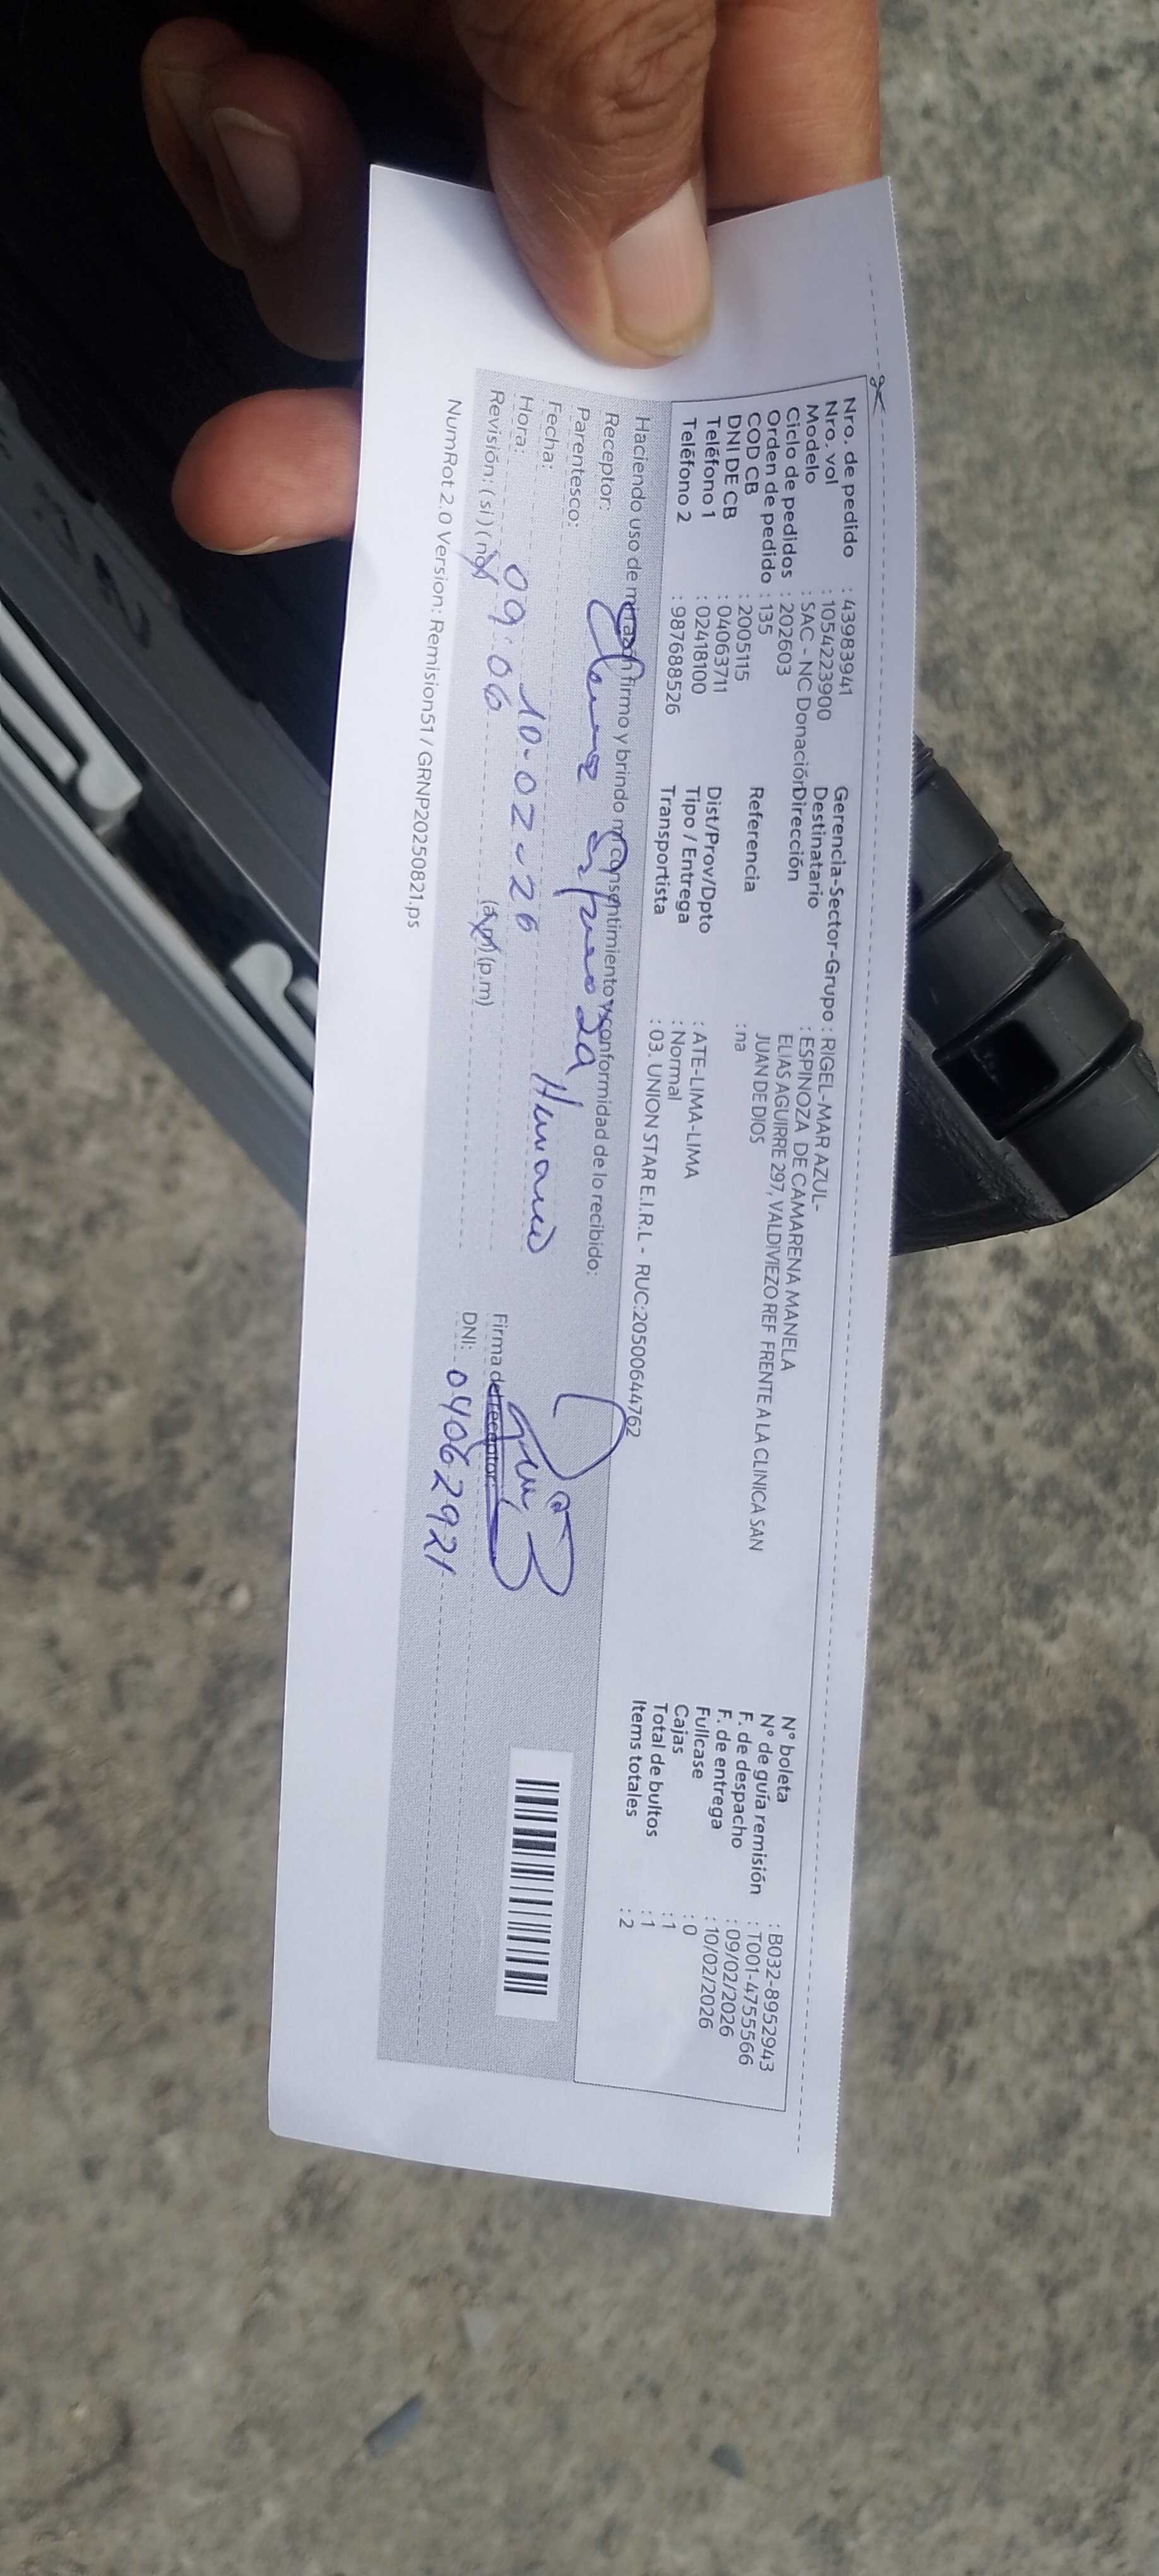 Nro. de pedido : 43983941
Nro. vol : 1054223900
Modelo : SAC - NC Donación
Ciclo de pedidos : 202603
Orden de pedido : 135
COD CB : 2005115
DNI DE CB : 04063711
Teléfono 1 : 02418100
Teléfono 2 : 987688526
Gerencia-Sector-Grupo : RIGEL-MAR AZUL-
Destinatario : ESPINOZA DE CAMARENA MANELA
Dirección ELIAS AGUIRRE 297, VALDIVIEZO REF FRENTE A LA CLINICA SAN
JUAN DE DIOS
Referencia :na
Dist/Prov/Dpto : ATE-LIMA-LIMA
Tipo / Entrega : Normal
Transportista : 03. UNION STAR E.I.R.L - RUC:20500644762
N° boleta : B032-8952943
N° de guía remisión : T001-4755566
F. de despacho : 09/02/2026
F. de entrega : 10/02/2026
Fullcase : 0
Cajas : 1
Total de bultos : 1
Items totales : 2
Haciendo uso de mi razón firmo y brindo mi consentimiento y conformidad de lo recibido:
Receptor: Espinoza
Parentesco: Hermana
Fecha: 10-02-26
Hora: 09:06 (a.m) (p.m)
Revisión: (si) (no)
Firma del receptor:
DNI: 04062921
NumRot 2.0 Version: Remision51 / GRNP20250821.ps